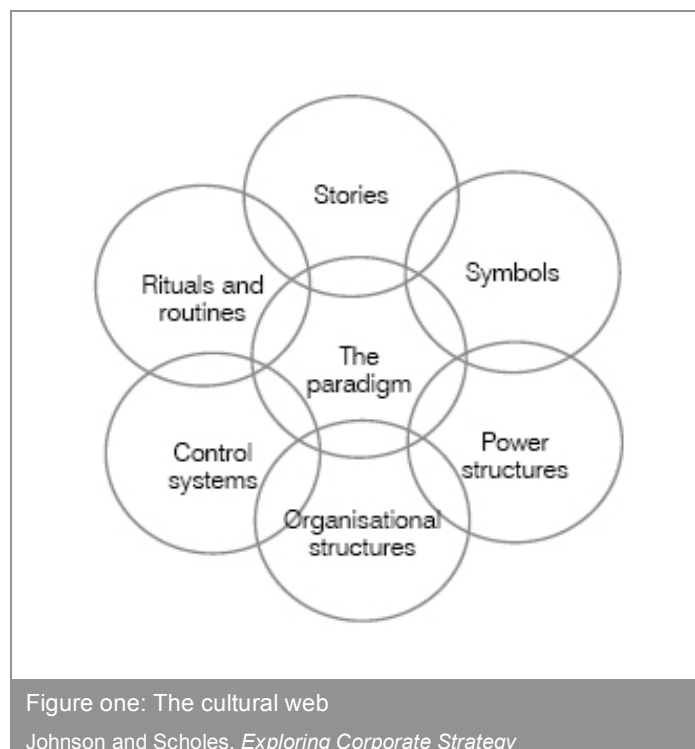 Stories
Symbols
Rituals and
routines
The
paradigm
Control
systems
Power
structures
Organisational
structures
Figure one: The cultural web
Johnson and Scholes, Exploring Corporate Strategy